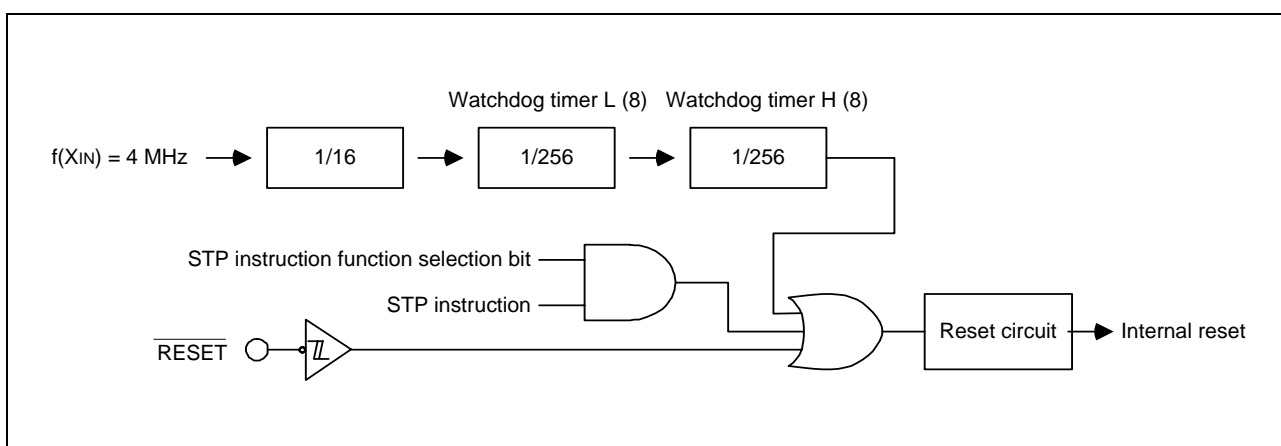 Watchdog timer L (8) Watchdog timer H (8)
f(XIN) = 4 MHz 1/16 1/256 1/256
STP instruction function selection bit
STP instruction
RESET
Reset circuit
Internal reset